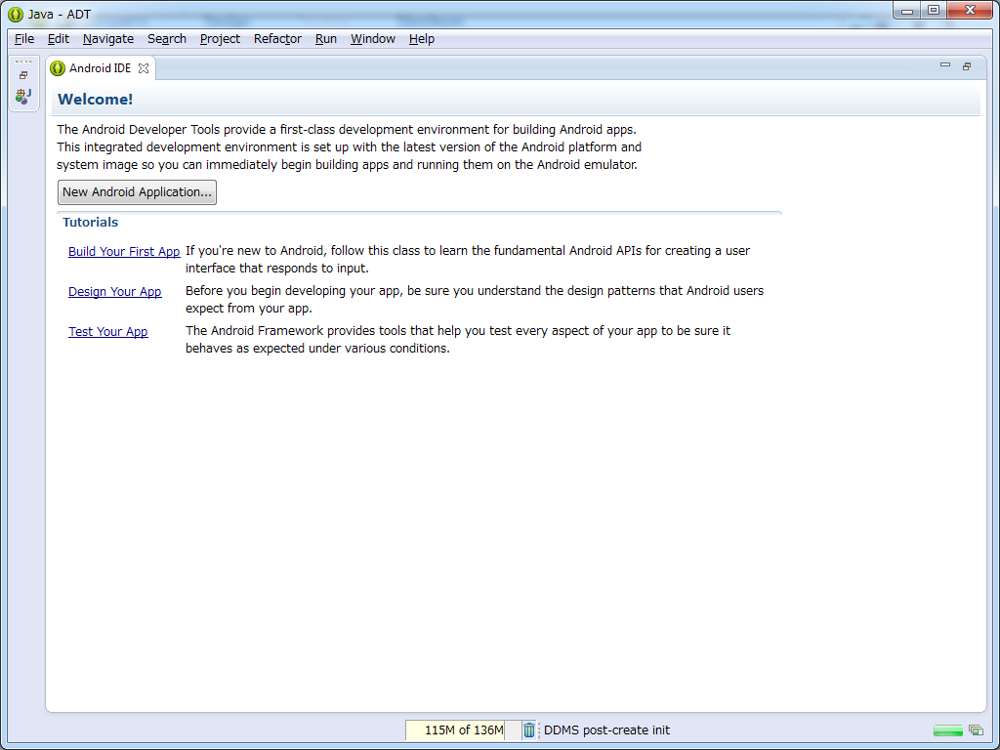 Java - ADT
File Edit Navigate Search Project Refactor Run Window Help
Android IDE
Welcome!
The Android Developer Tools provide a first-class development environment for building Android apps.
This integrated development environment is set up with the latest version of the Android platform and
system image so you can immediately begin building apps and running them on the Android emulator.
New Android Application...
Tutorials
Build Your First App If you're new to Android, follow this class to learn the fundamental Android APIs for creating a user
interface that responds to input.
Design Your App Before you begin developing your app, be sure you understand the design patterns that Android users
expect from your app.
Test Your App The Android Framework provides tools that help you test every aspect of your app to be sure it
behaves as expected under various conditions.
115M of 136M DDMS post-create init